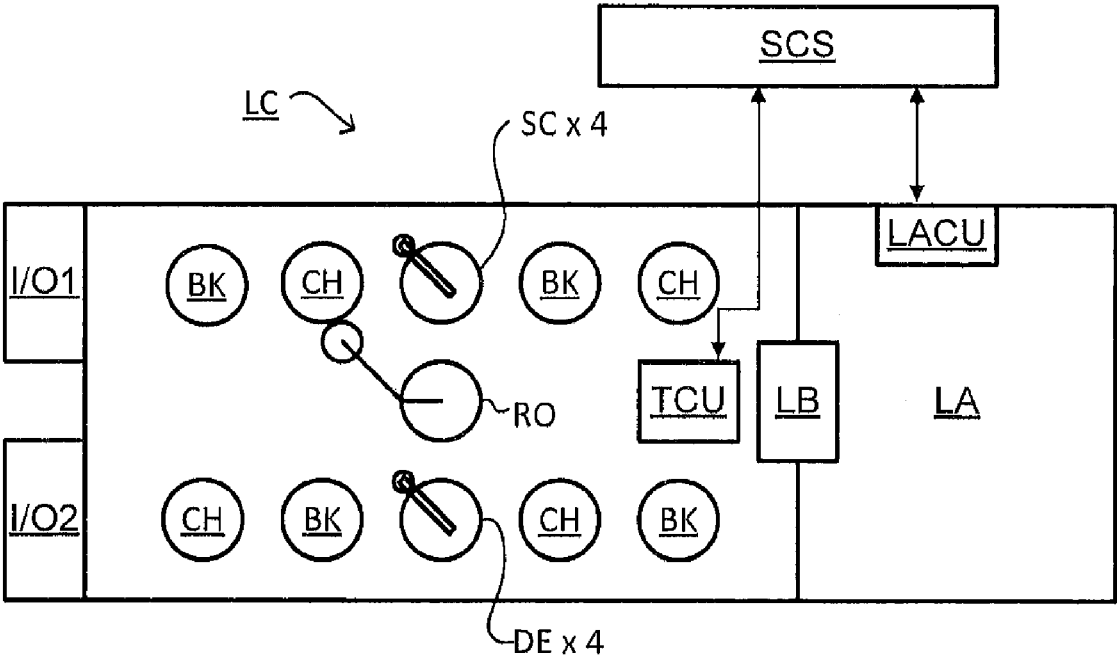 SCS
LC
SC x 4
I/O1
BK
CH
BK
CH
LACU
RO
TCU
LB
LA
I/O2
CH
BK
CH
BK
DE x 4